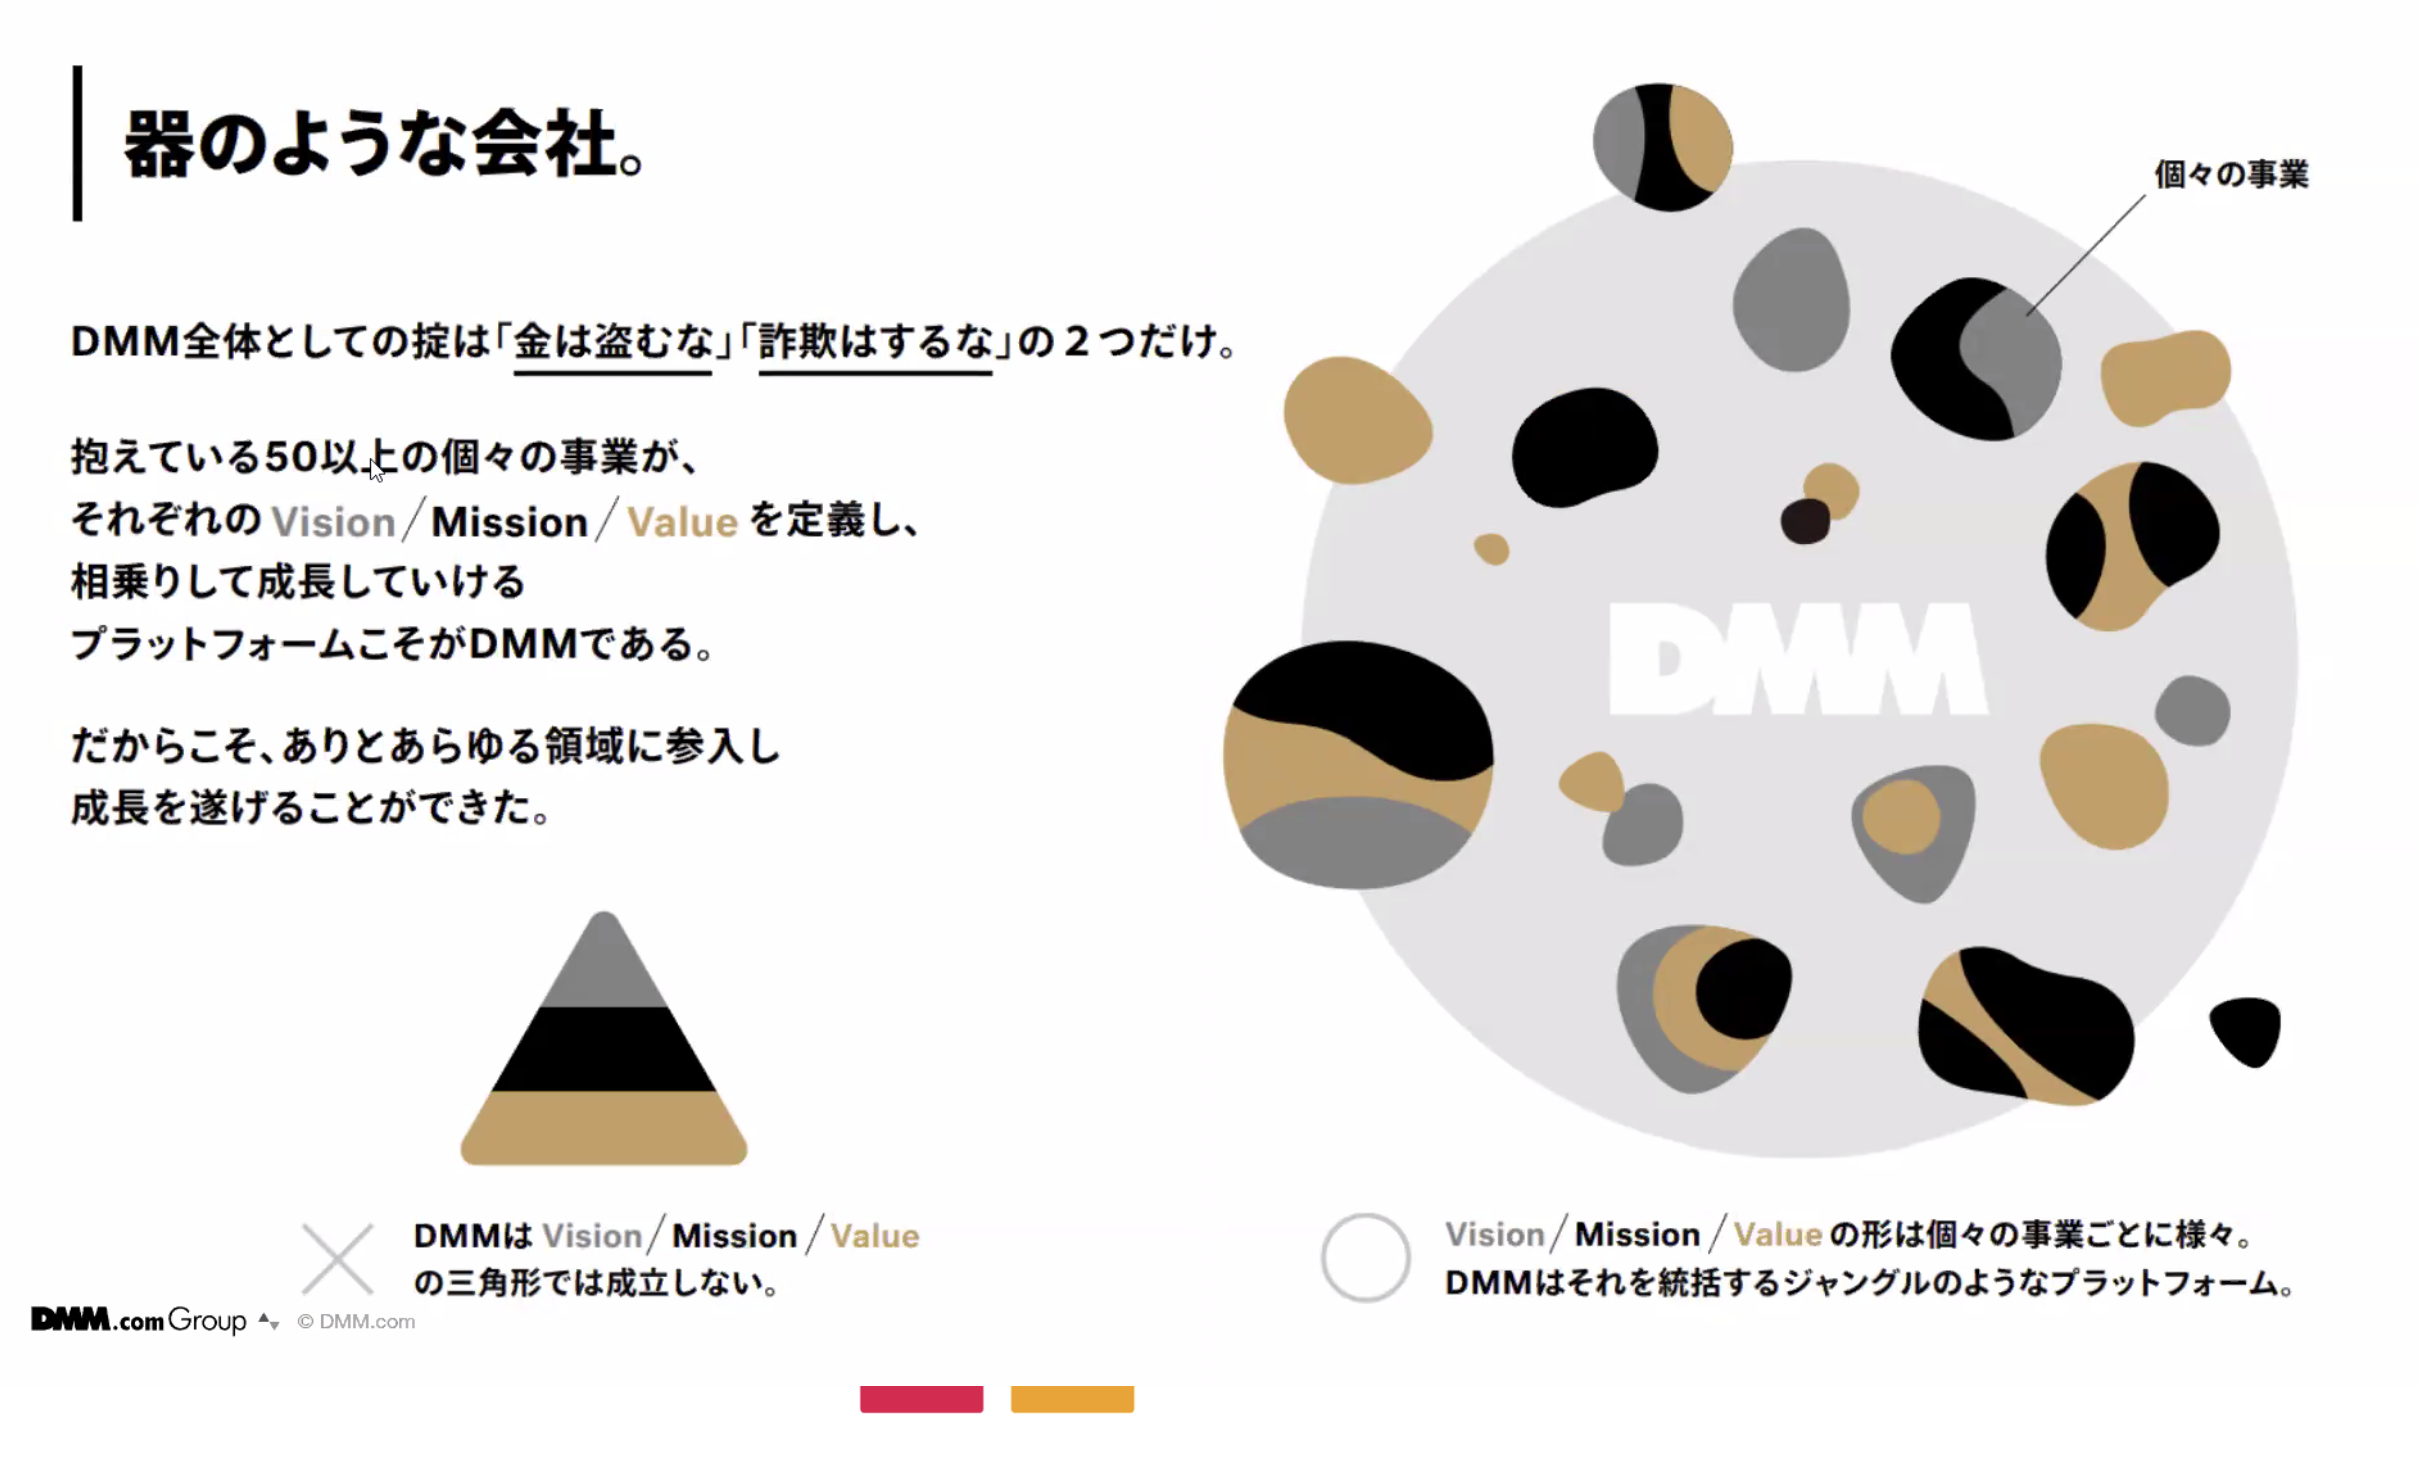 器のような会社。
DMM全体としての掟は「金は盗むな」「詐欺はするな」の２つだけ。
抱えている50以上の個々の事業が、
それぞれの Vision/Mission/Value を定義し、
相乗りして成長していける
プラットフォームこそがDMMである。
だからこそ、ありとあらゆる領域に参入し
成長を遂げることができた。
DMMは Vision/Mission/Value
の三角形では成立しない。
個々の事業
DMM
Vision/Mission/Value の形は個々の事業ごとに様々。
DMMはそれを統括するジャングルのようなプラットフォーム。
DMM.com Group © DMM.com